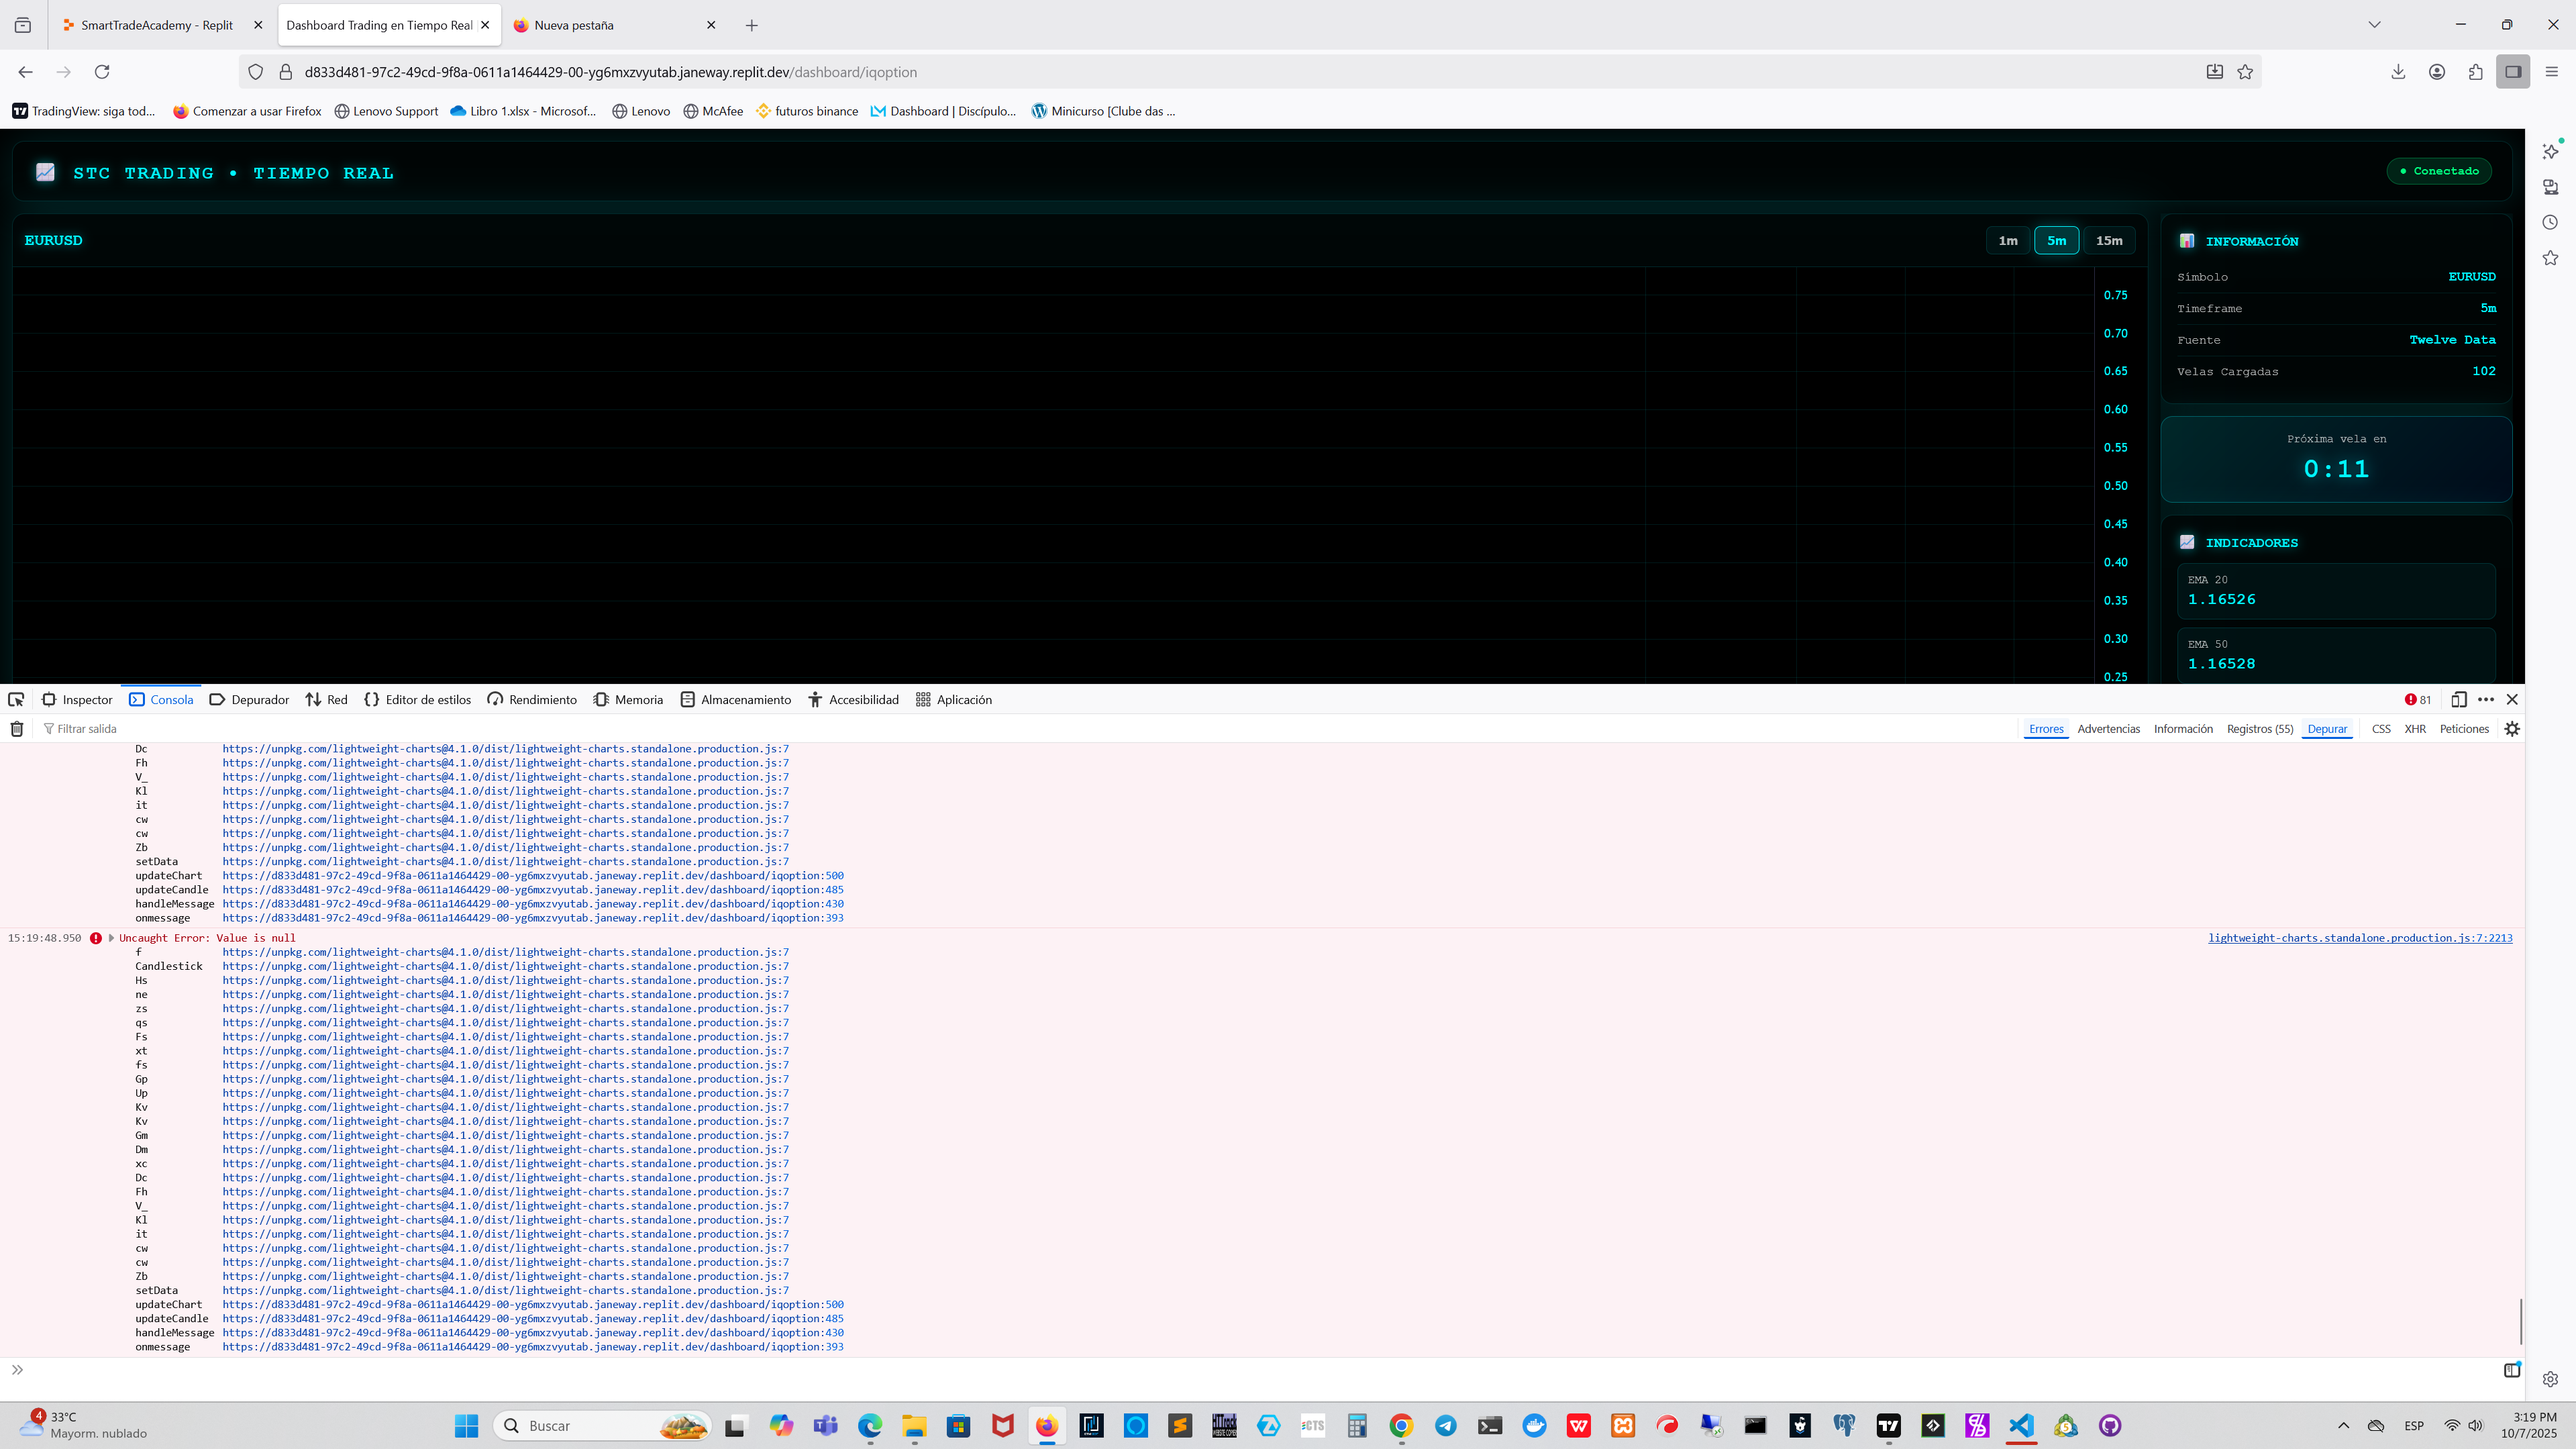 SmartTradeAcademy - Replit
Dashboard Trading en Tiempo Real
Nueva pestaña
d833d481-97c2-49cd-9f8a-0611a1464429-00-yg6mxzvyutab.janeway.replit.dev/dashboard/iqoption
TradingView: siga tod...
Comenzar a usar Firefox
Lenovo Support
Libro 1.xlsx - Microsof...
Lenovo
McAfee
futuros binance
Dashboard | Discípulo...
Minicurso [Clube das ...
STC TRADING • TIEMPO REAL
● Conectado
EURUSD
1m
5m
15m
0.75
0.70
0.65
0.60
0.55
0.50
0.45
0.40
0.35
0.30
0.25
INFORMACIÓN
Símbolo EURUSD
Timeframe 5m
Fuente Twelve Data
Velas Cargadas 102
Próxima vela en
0:11
INDICADORES
EMA 20
1.16526
EMA 50
1.16528
Inspector
Consola
Depurador
Red
Editor de estilos
Rendimiento
Memoria
Almacenamiento
Accesibilidad
Aplicación
81
Filtrar salida
Errores
Advertencias
Información
Registros (55)
Depurar
CSS
XHR
Peticiones
Dc https://unpkg.com/lightweight-charts@4.1.0/dist/lightweight-charts.standalone.production.js:7
Fh https://unpkg.com/lightweight-charts@4.1.0/dist/lightweight-charts.standalone.production.js:7
V_ https://unpkg.com/lightweight-charts@4.1.0/dist/lightweight-charts.standalone.production.js:7
Kl https://unpkg.com/lightweight-charts@4.1.0/dist/lightweight-charts.standalone.production.js:7
it https://unpkg.com/lightweight-charts@4.1.0/dist/lightweight-charts.standalone.production.js:7
cw https://unpkg.com/lightweight-charts@4.1.0/dist/lightweight-charts.standalone.production.js:7
cw https://unpkg.com/lightweight-charts@4.1.0/dist/lightweight-charts.standalone.production.js:7
Zb https://unpkg.com/lightweight-charts@4.1.0/dist/lightweight-charts.standalone.production.js:7
setData https://unpkg.com/lightweight-charts@4.1.0/dist/lightweight-charts.standalone.production.js:7
updateChart https://d833d481-97c2-49cd-9f8a-0611a1464429-00-yg6mxzvyutab.janeway.replit.dev/dashboard/iqoption:500
updateCandle https://d833d481-97c2-49cd-9f8a-0611a1464429-00-yg6mxzvyutab.janeway.replit.dev/dashboard/iqoption:485
handleMessage https://d833d481-97c2-49cd-9f8a-0611a1464429-00-yg6mxzvyutab.janeway.replit.dev/dashboard/iqoption:430
onmessage https://d833d481-97c2-49cd-9f8a-0611a1464429-00-yg6mxzvyutab.janeway.replit.dev/dashboard/iqoption:393
15:19:48.950 Uncaught Error: Value is null lightweight-charts.standalone.production.js:7:2213
f https://unpkg.com/lightweight-charts@4.1.0/dist/lightweight-charts.standalone.production.js:7
Candlestick https://unpkg.com/lightweight-charts@4.1.0/dist/lightweight-charts.standalone.production.js:7
Hs https://unpkg.com/lightweight-charts@4.1.0/dist/lightweight-charts.standalone.production.js:7
ne https://unpkg.com/lightweight-charts@4.1.0/dist/lightweight-charts.standalone.production.js:7
zs https://unpkg.com/lightweight-charts@4.1.0/dist/lightweight-charts.standalone.production.js:7
qs https://unpkg.com/lightweight-charts@4.1.0/dist/lightweight-charts.standalone.production.js:7
Fs https://unpkg.com/lightweight-charts@4.1.0/dist/lightweight-charts.standalone.production.js:7
xt https://unpkg.com/lightweight-charts@4.1.0/dist/lightweight-charts.standalone.production.js:7
fs https://unpkg.com/lightweight-charts@4.1.0/dist/lightweight-charts.standalone.production.js:7
Gp https://unpkg.com/lightweight-charts@4.1.0/dist/lightweight-charts.standalone.production.js:7
Up https://unpkg.com/lightweight-charts@4.1.0/dist/lightweight-charts.standalone.production.js:7
Kv https://unpkg.com/lightweight-charts@4.1.0/dist/lightweight-charts.standalone.production.js:7
Kv https://unpkg.com/lightweight-charts@4.1.0/dist/lightweight-charts.standalone.production.js:7
Gm https://unpkg.com/lightweight-charts@4.1.0/dist/lightweight-charts.standalone.production.js:7
Dm https://unpkg.com/lightweight-charts@4.1.0/dist/lightweight-charts.standalone.production.js:7
xc https://unpkg.com/lightweight-charts@4.1.0/dist/lightweight-charts.standalone.production.js:7
Dc https://unpkg.com/lightweight-charts@4.1.0/dist/lightweight-charts.standalone.production.js:7
Fh https://unpkg.com/lightweight-charts@4.1.0/dist/lightweight-charts.standalone.production.js:7
V_ https://unpkg.com/lightweight-charts@4.1.0/dist/lightweight-charts.standalone.production.js:7
Kl https://unpkg.com/lightweight-charts@4.1.0/dist/lightweight-charts.standalone.production.js:7
it https://unpkg.com/lightweight-charts@4.1.0/dist/lightweight-charts.standalone.production.js:7
cw https://unpkg.com/lightweight-charts@4.1.0/dist/lightweight-charts.standalone.production.js:7
cw https://unpkg.com/lightweight-charts@4.1.0/dist/lightweight-charts.standalone.production.js:7
Zb https://unpkg.com/lightweight-charts@4.1.0/dist/lightweight-charts.standalone.production.js:7
setData https://unpkg.com/lightweight-charts@4.1.0/dist/lightweight-charts.standalone.production.js:7
updateChart https://d833d481-97c2-49cd-9f8a-0611a1464429-00-yg6mxzvyutab.janeway.replit.dev/dashboard/iqoption:500
updateCandle https://d833d481-97c2-49cd-9f8a-0611a1464429-00-yg6mxzvyutab.janeway.replit.dev/dashboard/iqoption:485
handleMessage https://d833d481-97c2-49cd-9f8a-0611a1464429-00-yg6mxzvyutab.janeway.replit.dev/dashboard/iqoption:430
onmessage https://d833d481-97c2-49cd-9f8a-0611a1464429-00-yg6mxzvyutab.janeway.replit.dev/dashboard/iqoption:393
4
33°C
Mayorm. nublado
Buscar
CTS
ESP
3:19 PM
10/7/2025